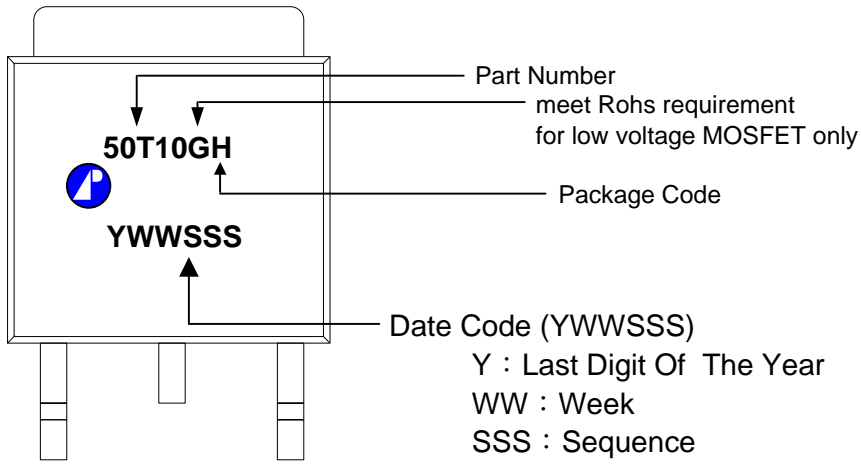 Part Number
meet Rohs requirement
for low voltage MOSFET only
50T10GH
Package Code
YWWSSS
Date Code (YWWSSS)
Y：Last Digit Of The Year
WW：Week
SSS：Sequence